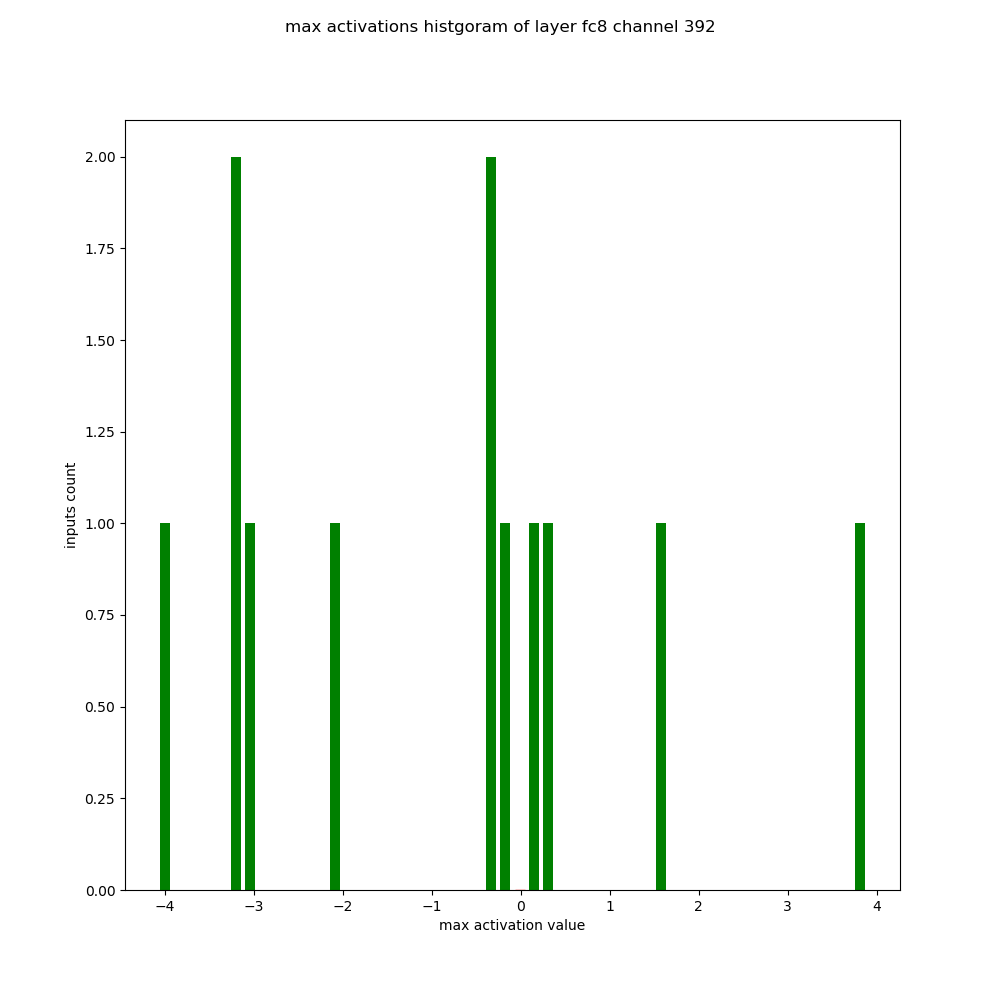 max activations histgoram of layer fc8 channel 392
2.00
1.75
1.50
1.25
1.00
0.75
0.50
0.25
0.00
inputs count
−4 −3 −2 −1 0 1 2 3 4
max activation value